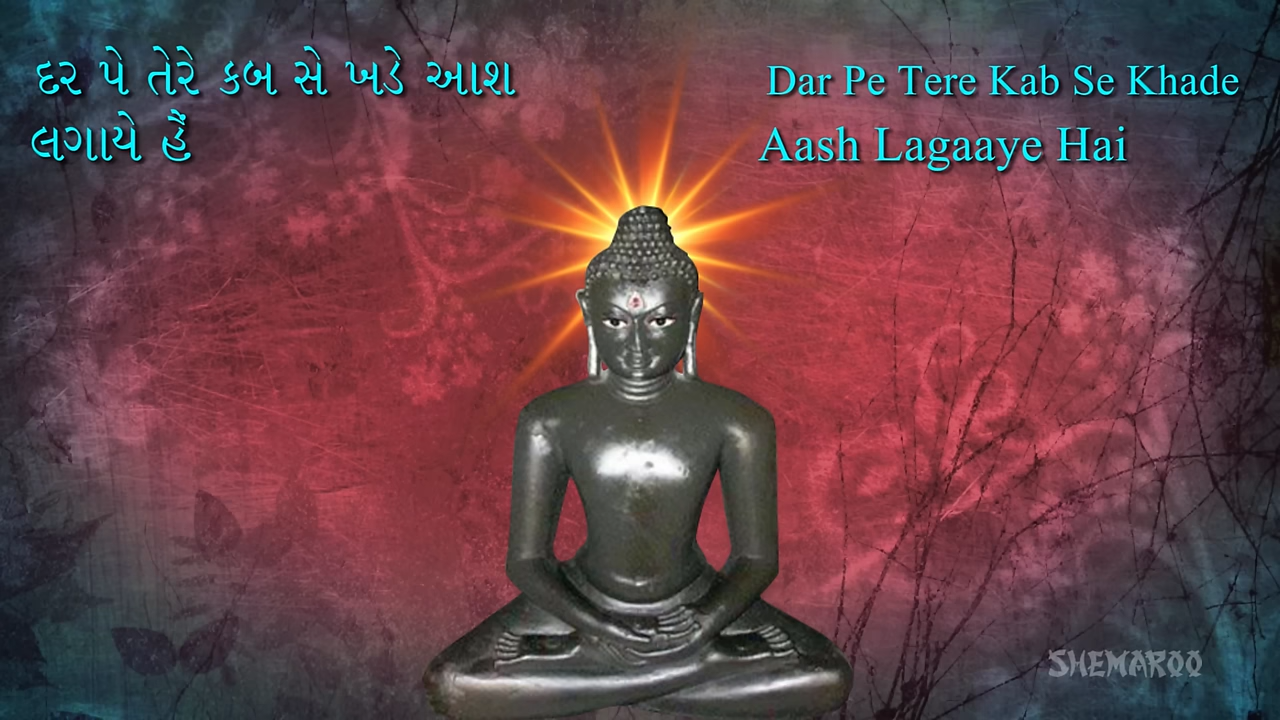 દર પે તેરે કબ સે ખડે આશ
લગાયે હૈં
Dar Pe Tere Kab Se Khade
Aash Lagaaye Hai
SHEMAROO